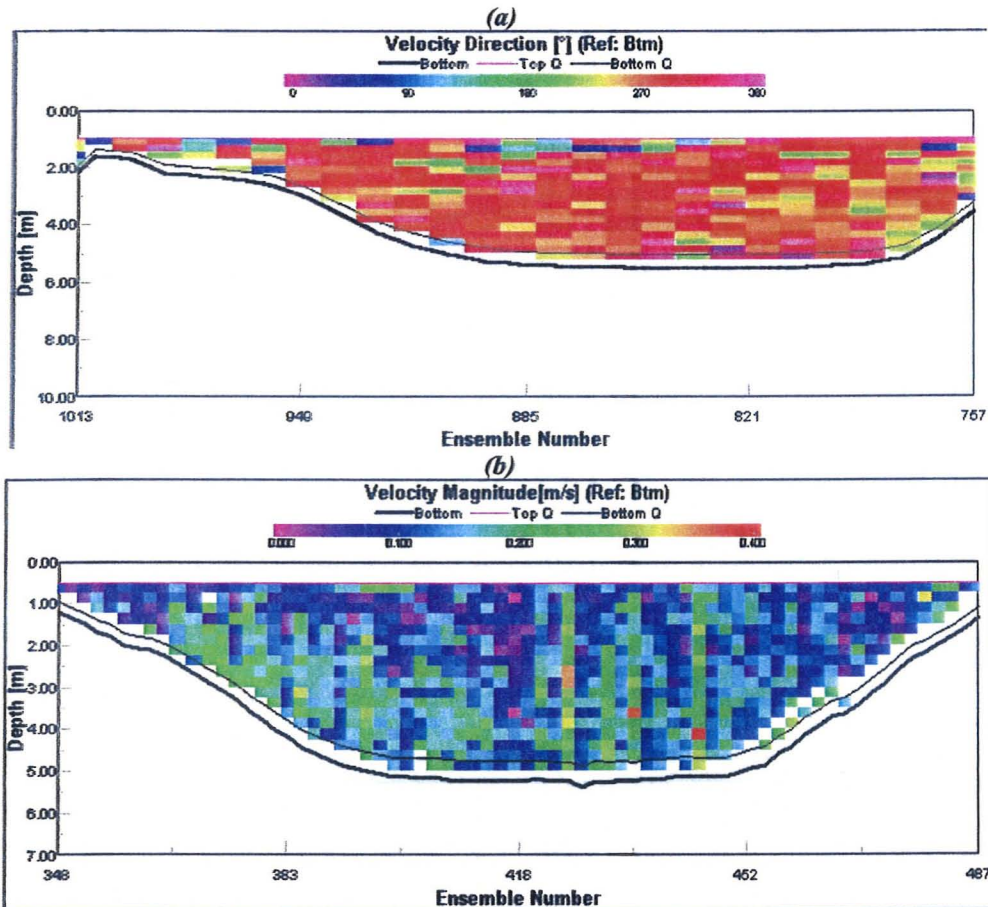 (a)
Velocity Direction [°] (Ref: Btm)
Bottom Top Q Bottom Q
0 90 180 270 360
0.00
2.00
4.00
6.00
8.00
10.00
Depth [m]
1013 949 885 821 757
Ensemble Number
(b)
Velocity Magnitude[m/s] (Ref: Btm)
Bottom Top Q Bottom Q
0.000 0.100 0.200 0.300 0.400
0.00
1.00
2.00
3.00
4.00
5.00
6.00
7.00
Depth [m]
348 383 418 452 487
Ensemble Number